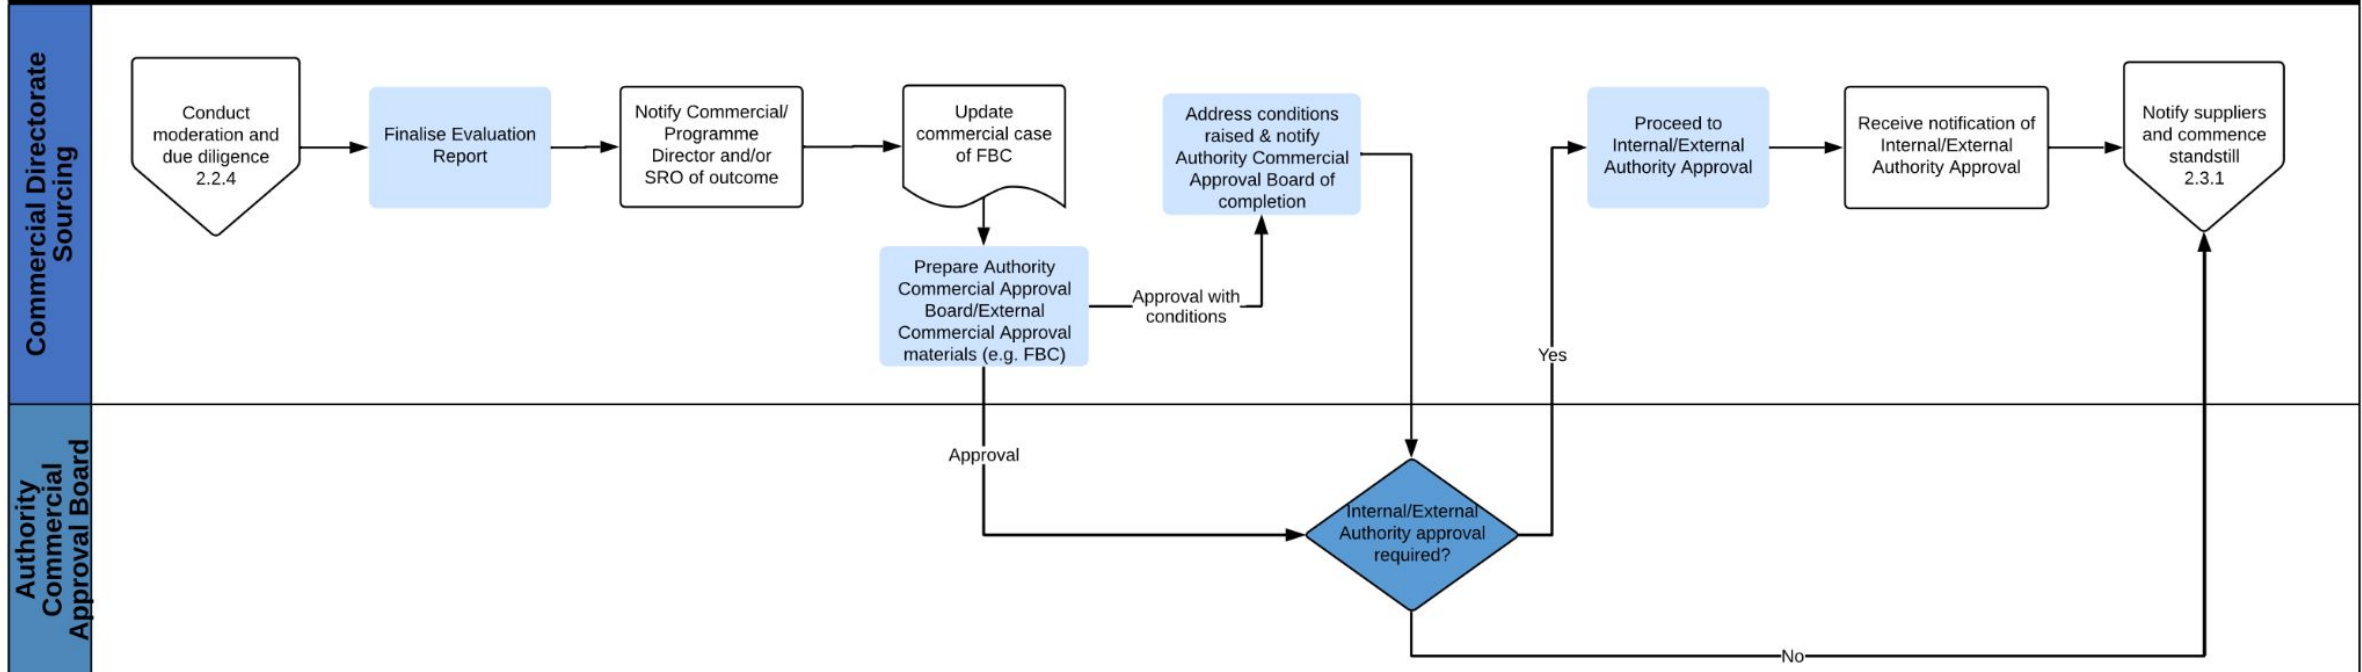 Commercial Directorate
Sourcing
Conduct
moderation and
due diligence
2.2.4
Finalise Evaluation
Report
Notify Commercial/
Programme
Director and/or
SRO of outcome
Update
commercial case
of FBC
Prepare Authority
Commercial Approval
Board/External
Commercial Approval
materials (e.g. FBC)
Approval with
conditions
Address conditions
raised & notify
Authority Commercial
Approval Board of
completion
Yes
Proceed to
Internal/External
Authority Approval
Receive notification of
Internal/External
Authority Approval
Notify suppliers
and commence
standstill
2.3.1
Authority
Commercial
Approval Board
Approval
Internal/External
Authority approval
required?
No